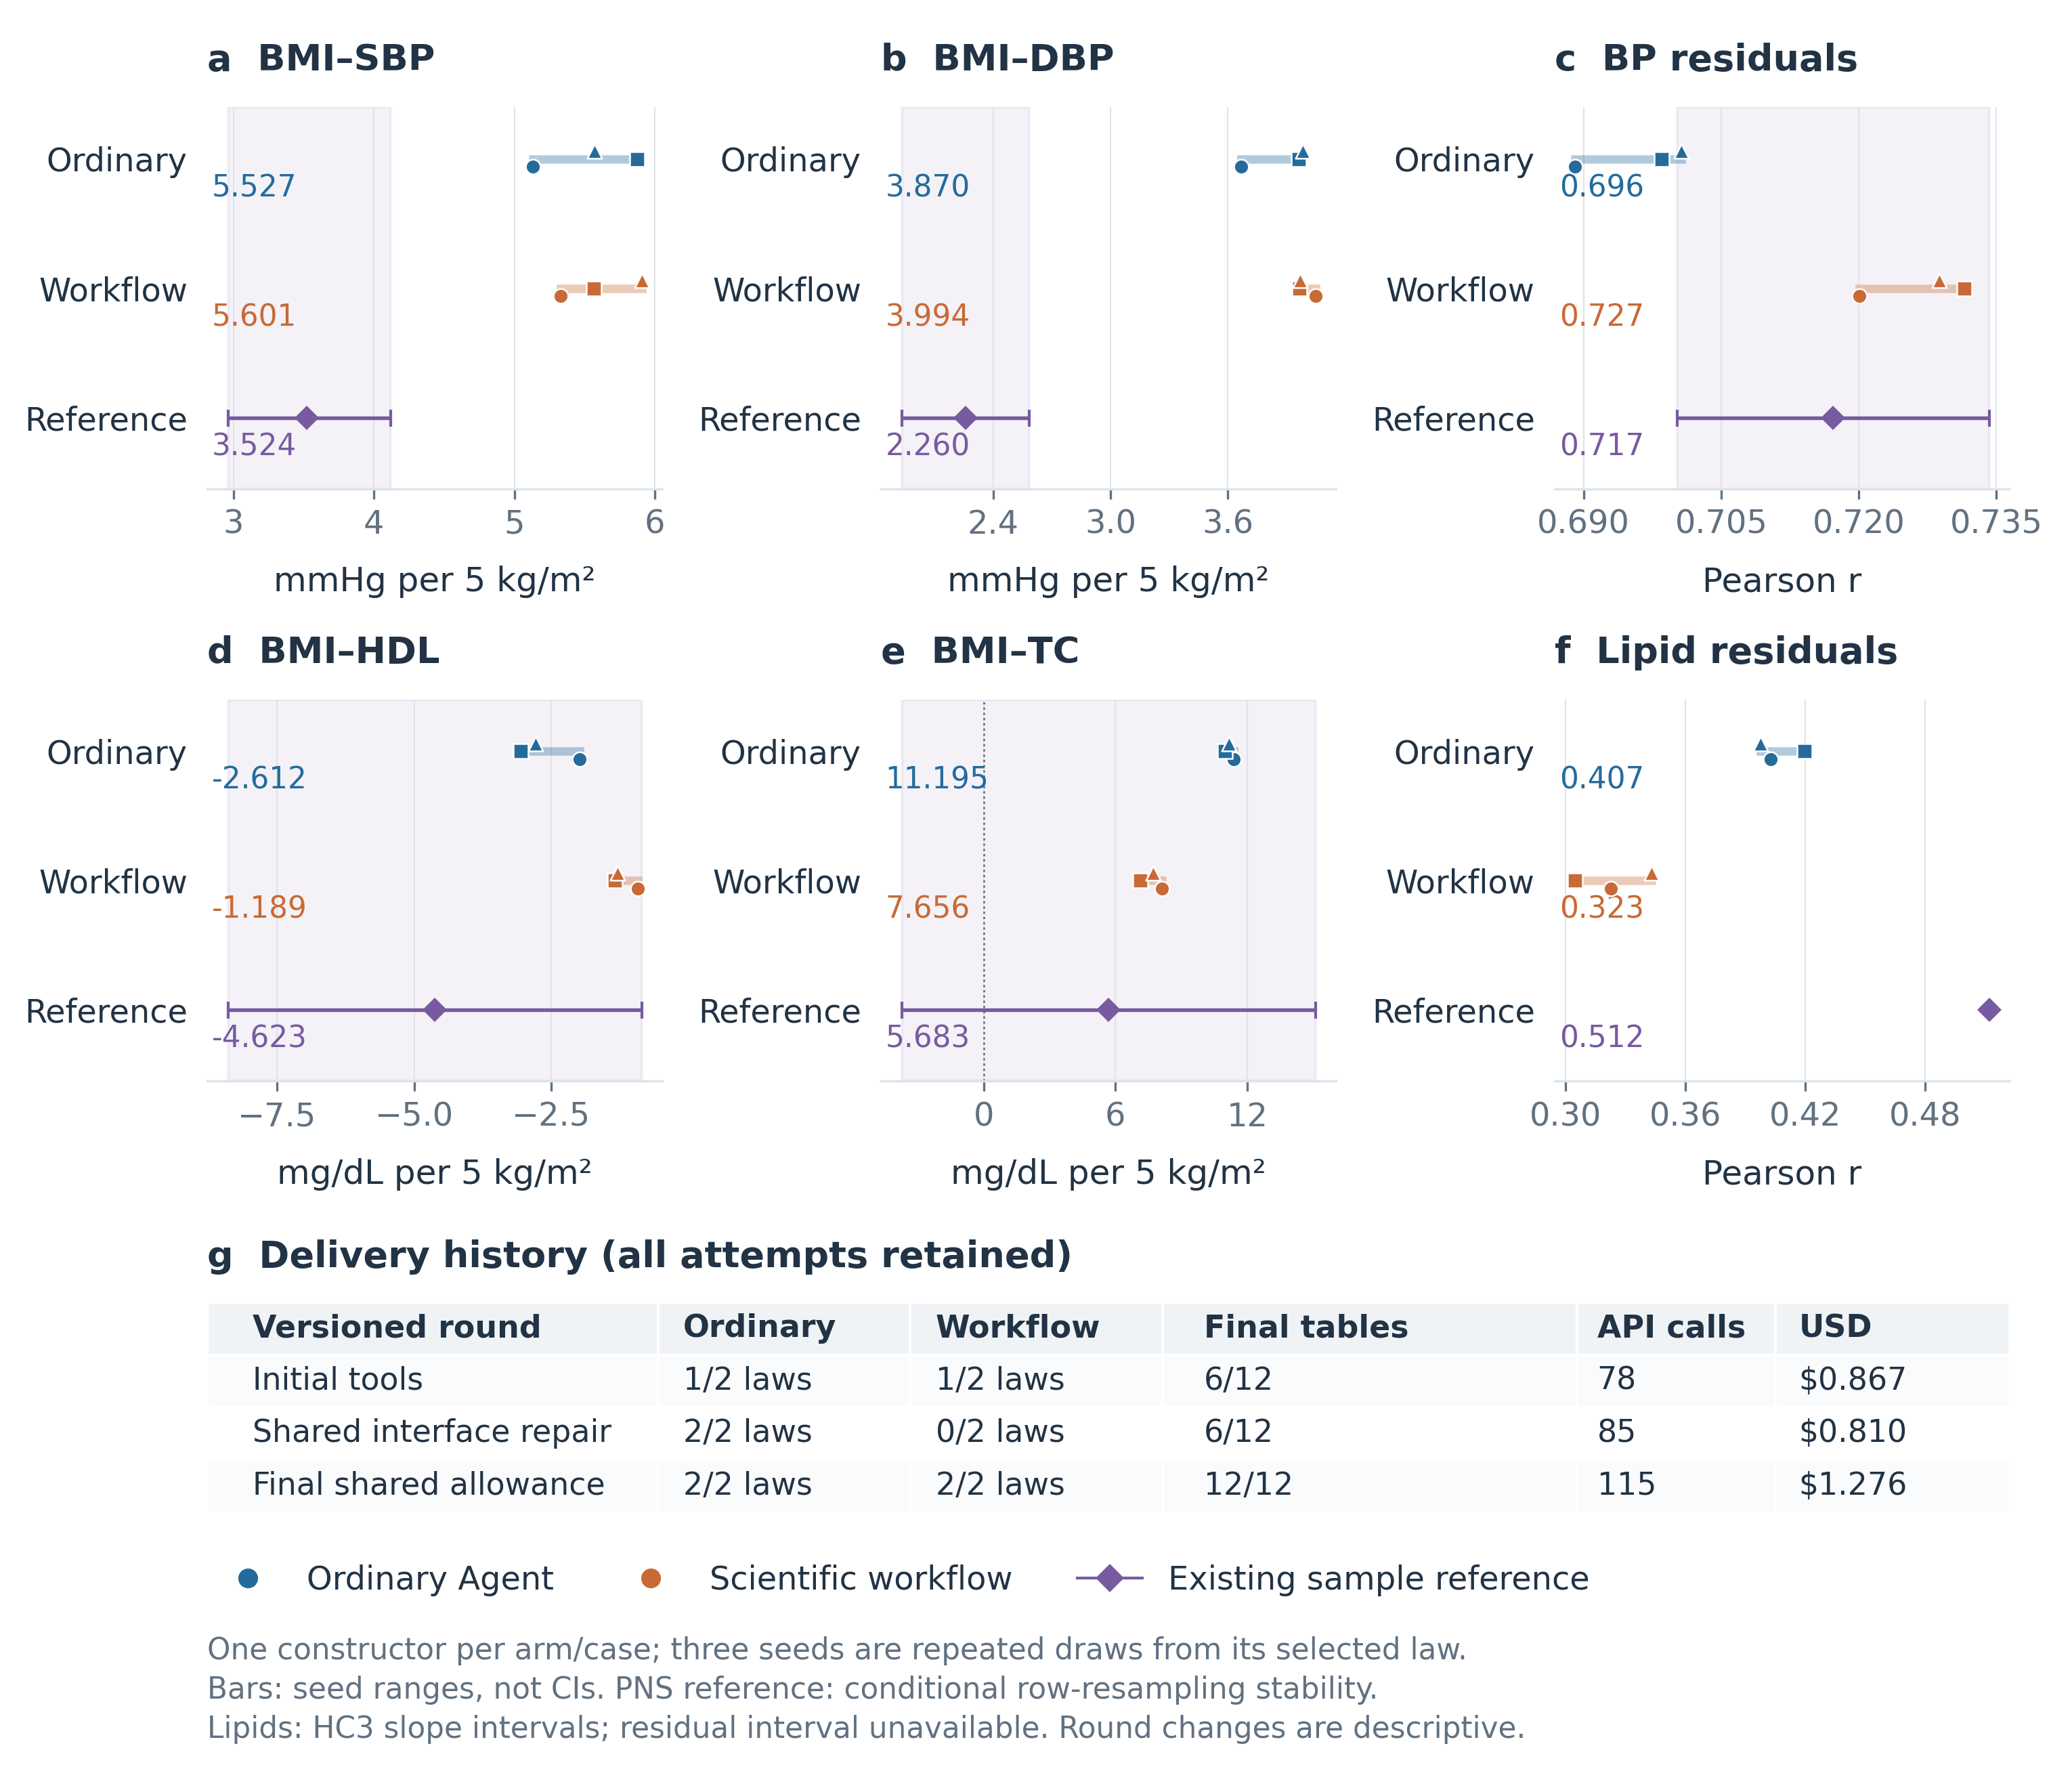 a BMI–SBP
Ordinary
5.527
Workflow
5.601
Reference
3.524
3 4 5 6
mmHg per 5 kg/m²
b BMI–DBP
Ordinary
3.870
Workflow
3.994
Reference
2.260
2.4 3.0 3.6
mmHg per 5 kg/m²
c BP residuals
Ordinary
0.696
Workflow
0.727
Reference
0.717
0.690 0.705 0.720 0.735
Pearson r
d BMI–HDL
Ordinary
-2.612
Workflow
-1.189
Reference
-4.623
−7.5 −5.0 −2.5
mg/dL per 5 kg/m²
e BMI–TC
Ordinary
11.195
Workflow
7.656
Reference
5.683
0 6 12
mg/dL per 5 kg/m²
f Lipid residuals
Ordinary
0.407
Workflow
0.323
Reference
0.512
0.30 0.36 0.42 0.48
Pearson r
g Delivery history (all attempts retained)
Versioned round Ordinary Workflow Final tables API calls USD
Initial tools 1/2 laws 1/2 laws 6/12 78 $0.867
Shared interface repair 2/2 laws 0/2 laws 6/12 85 $0.810
Final shared allowance 2/2 laws 2/2 laws 12/12 115 $1.276
Ordinary Agent Scientific workflow Existing sample reference
One constructor per arm/case; three seeds are repeated draws from its selected law.
Bars: seed ranges, not CIs. PNS reference: conditional row-resampling stability.
Lipids: HC3 slope intervals; residual interval unavailable. Round changes are descriptive.